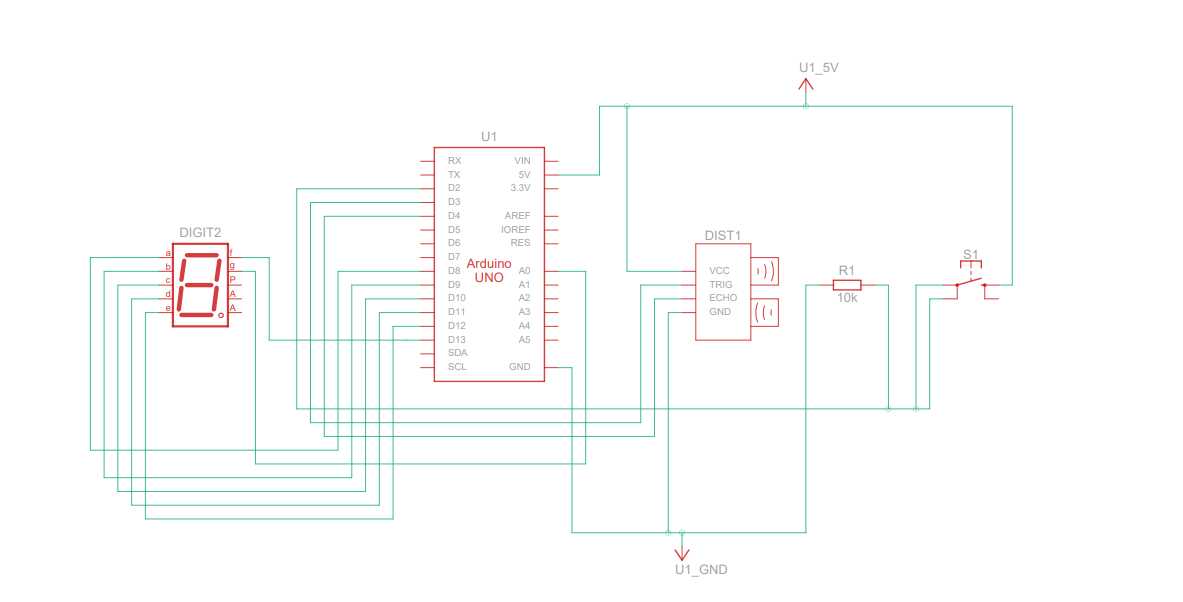 U1_5V
U1
RX VIN
TX 5V
D2 3.3V
D3
D4 AREF
D5 IOREF
D6 RES
D7
D8 A0
D9 A1
D10 A2
D11 A3
D12 A4
D13 A5
SDA
SCL GND
Arduino
UNO
DIGIT2
a f
b g
c P
d A
e A
DIST1
VCC
TRIG
ECHO
GND
R1
10k
S1
U1_GND